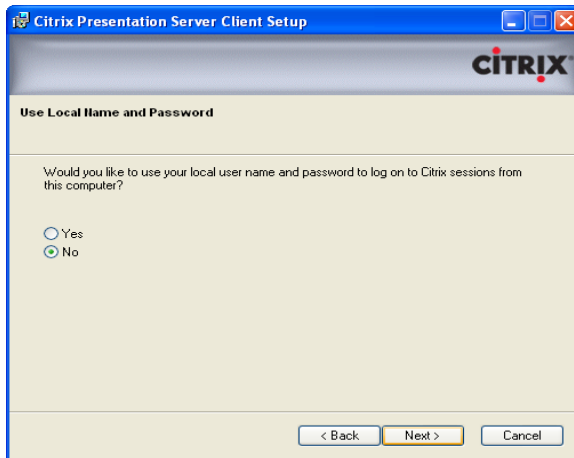 Citrix Presentation Server Client Setup
CITRIX
Use Local Name and Password
Would you like to use your local user name and password to log on to Citrix sessions from
this computer?
Yes
No
< Back Next > Cancel